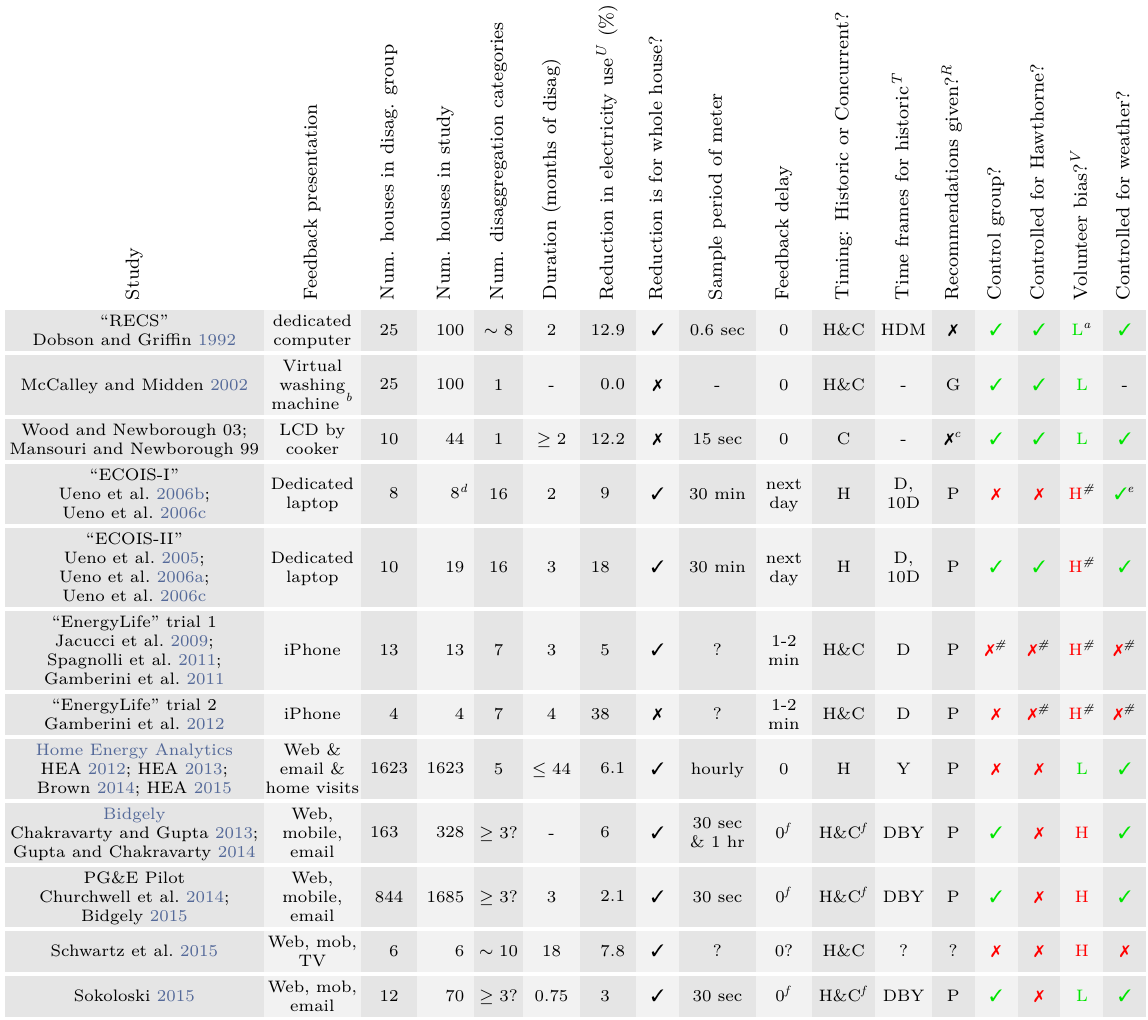 Study
Feedback presentation
Num. houses in disag. group
Num. houses in study
Num. disaggregation categories
Duration (months of disag)
Reduction in electricity use^U (%)
Reduction is for whole house?
Sample period of meter
Feedback delay
Timing: Historic or Concurrent?
Time frames for historic^T
Recommendations given?^R
Control group?
Controlled for Hawthorne?
Volunteer bias?^V
Controlled for weather?
“RECS”
Dobson and Griffin 1992
dedicated
computer
25 100 ∼ 8 2 12.9 ✓ 0.6 sec 0 H&C HDM ✗ ✓ ✓ L^a ✓
McCalley and Midden 2002
Virtual
washing
machine^b
25 100 1 - 0.0 ✗ - 0 H&C - G ✓ ✓ L -
Wood and Newborough 03;
Mansouri and Newborough 99
LCD by
cooker
10 44 1 ≥ 2 12.2 ✗ 15 sec 0 C - ✗^c ✓ ✓ L ✓
“ECOIS-I”
Ueno et al. 2006b;
Ueno et al. 2006c
Dedicated
laptop
8 8^d 16 2 9 ✓ 30 min
next
day
H
D,
10D
P ✗ ✗ H^# ✓^e
“ECOIS-II”
Ueno et al. 2005;
Ueno et al. 2006a;
Ueno et al. 2006c
Dedicated
laptop
10 19 16 3 18 ✓ 30 min
next
day
H
D,
10D
P ✓ ✓ H^# ✓
“EnergyLife” trial 1
Jacucci et al. 2009;
Spagnolli et al. 2011;
Gamberini et al. 2011
iPhone
13 13 7 3 5 ✓ ?
1-2
min
H&C D P ✗^# ✗^# H^# ✗^#
“EnergyLife” trial 2
Gamberini et al. 2012
iPhone
4 4 7 4 38 ✗ ?
1-2
min
H&C D P ✗ ✗^# H^# ✗^#
Home Energy Analytics
HEA 2012; HEA 2013;
Brown 2014; HEA 2015
Web &
email &
home visits
1623 1623 5 ≤ 44 6.1 ✓ hourly 0 H Y P ✗ ✗ L ✓
Bidgely
Chakravarty and Gupta 2013;
Gupta and Chakravarty 2014
Web,
mobile,
email
163 328 ≥ 3? - 6 ✓
30 sec
& 1 hr
0^f H&C^f DBY P ✓ ✗ H ✓
PG&E Pilot
Churchwell et al. 2014;
Bidgely 2015
Web,
mobile,
email
844 1685 ≥ 3? 3 2.1 ✓ 30 sec 0^f H&C^f DBY P ✓ ✗ H ✓
Schwartz et al. 2015
Web, mob,
TV
6 6 ∼ 10 18 7.8 ✓ ? 0? H&C ? ? ✗ ✗ H ✗
Sokoloski 2015
Web, mob,
email
12 70 ≥ 3? 0.75 3 ✓ 30 sec 0^f H&C^f DBY P ✓ ✗ L ✓